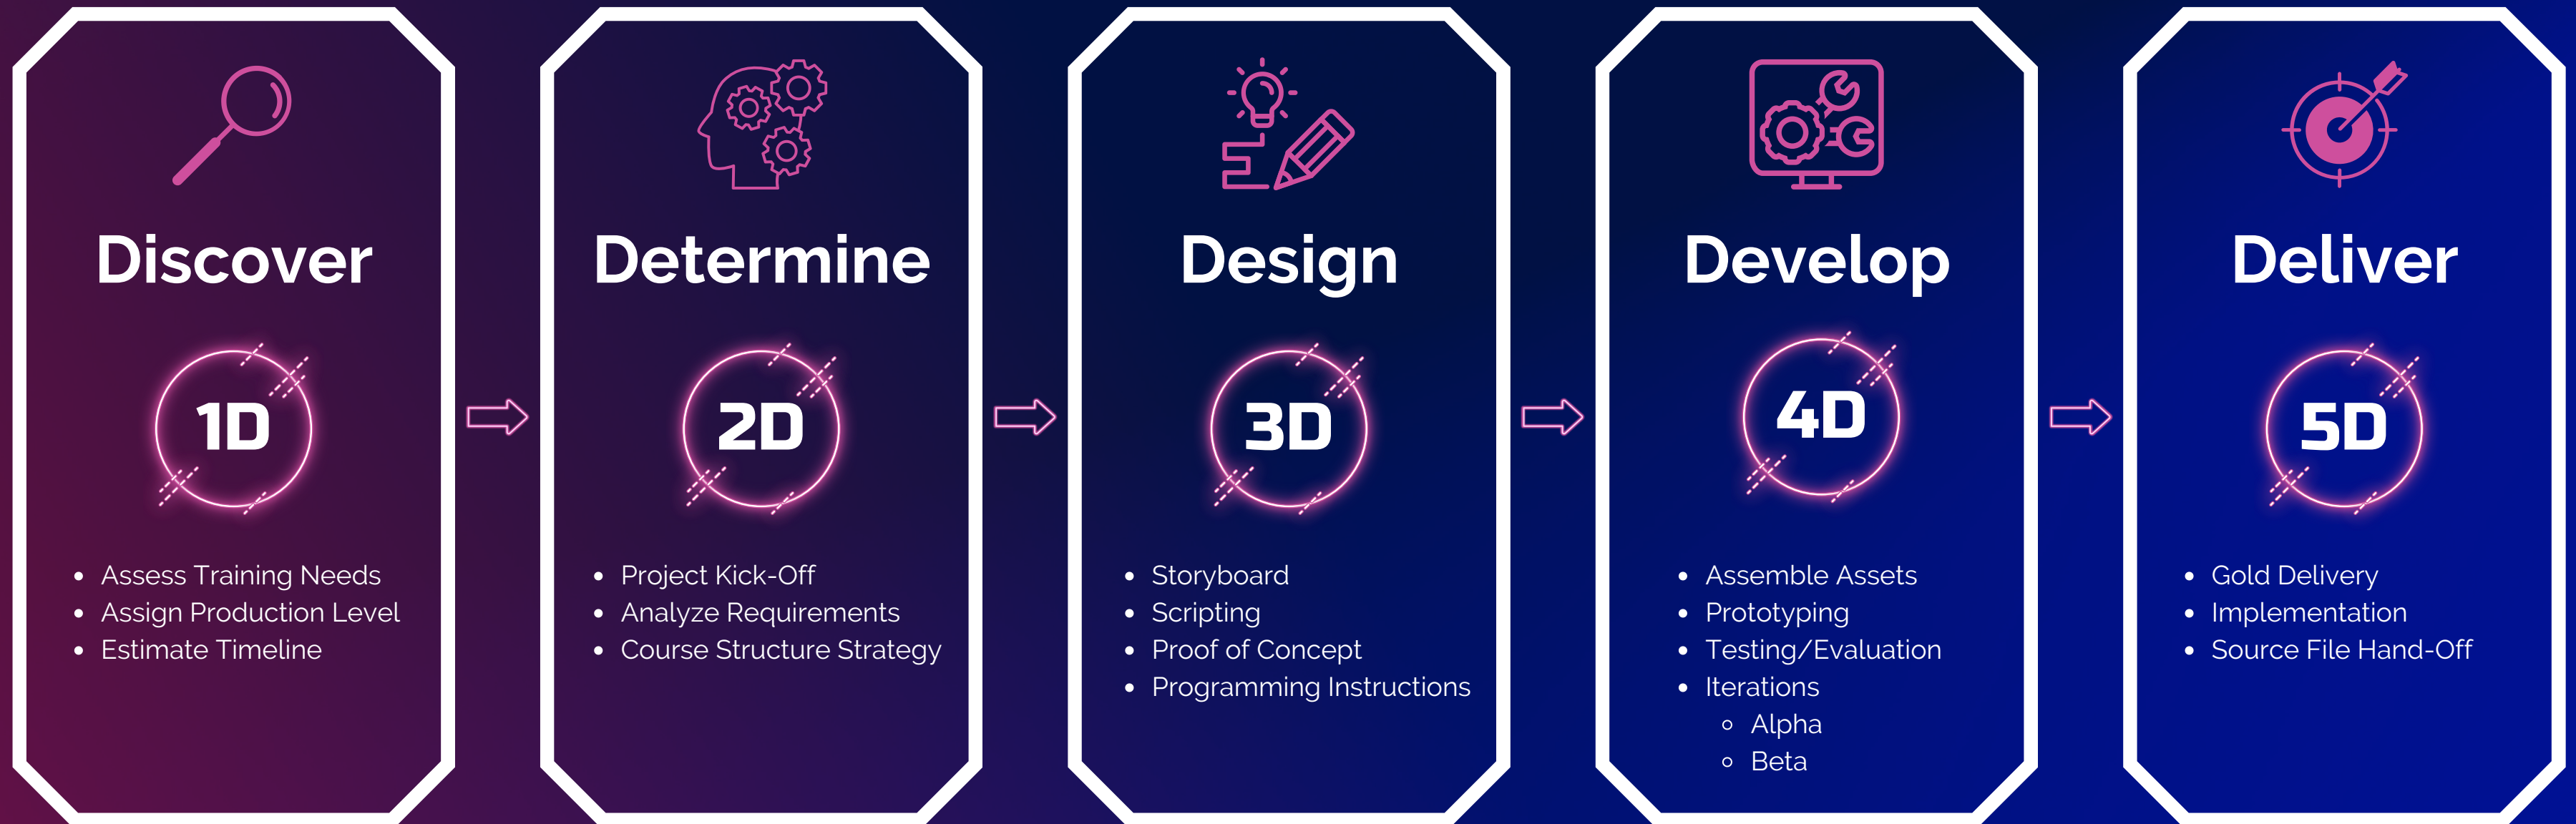 Discover
1D
• Assess Training Needs
• Assign Production Level
• Estimate Timeline
Determine
2D
• Project Kick-Off
• Analyze Requirements
• Course Structure Strategy
Design
3D
• Storyboard
• Scripting
• Proof of Concept
• Programming Instructions
Develop
4D
• Assemble Assets
• Prototyping
• Testing/Evaluation
• Iterations
◦ Alpha
◦ Beta
Deliver
5D
• Gold Delivery
• Implementation
• Source File Hand-Off